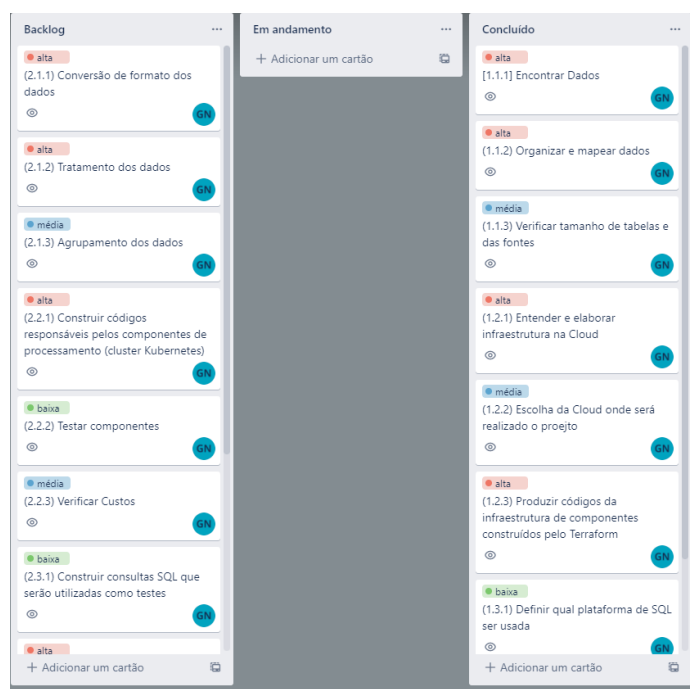 Backlog
alta
(2.1.1) Conversão de formato dos
dados
GN
alta
(2.1.2) Tratamento dos dados
GN
média
(2.1.3) Agrupamento dos dados
GN
alta
(2.2.1) Construir códigos
responsáveis pelos componentes de
processamento (cluster Kubernetes)
GN
baixa
(2.2.2) Testar componentes
GN
média
(2.2.3) Verificar Custos
GN
baixa
(2.3.1) Construir consultas SQL que
serão utilizadas como testes
GN
alta
+ Adicionar um cartão
Em andamento
+ Adicionar um cartão
Concluído
alta
[1.1.1] Encontrar Dados
GN
alta
(1.1.2) Organizar e mapear dados
GN
média
(1.1.3) Verificar tamanho de tabelas e
das fontes
GN
alta
(1.2.1) Entender e elaborar
infraestrutura na Cloud
GN
média
(1.2.2) Escolha da Cloud onde será
realizado o proejto
GN
alta
(1.2.3) Produzir códigos da
infraestrutura de componentes
construídos pelo Terraform
GN
baixa
(1.3.1) Definir qual plataforma de SQL
ser usada
GN
+ Adicionar um cartão